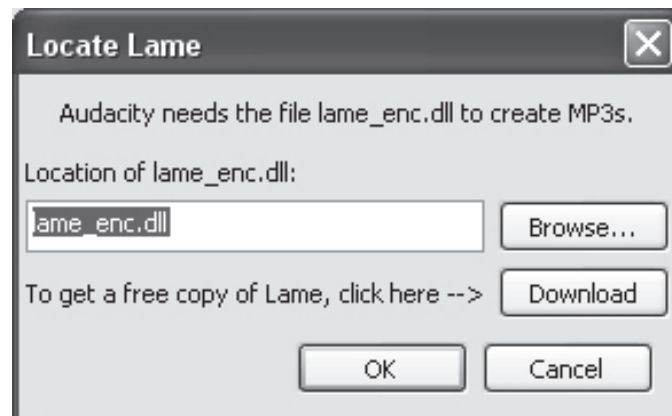 Locate Lame
Audacity needs the file lame_enc.dll to create MP3s.
Location of lame_enc.dll:
lame_enc.dll
Browse...
To get a free copy of Lame, click here -->
Download
OK
Cancel